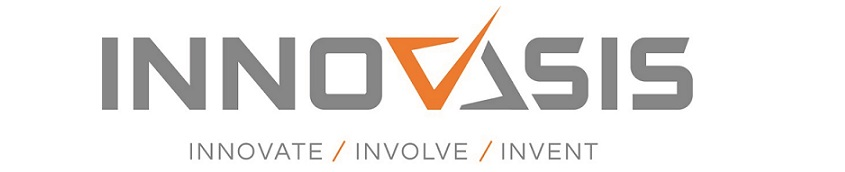 INNOVASIS
INNOVATE / INVOLVE / INVENT